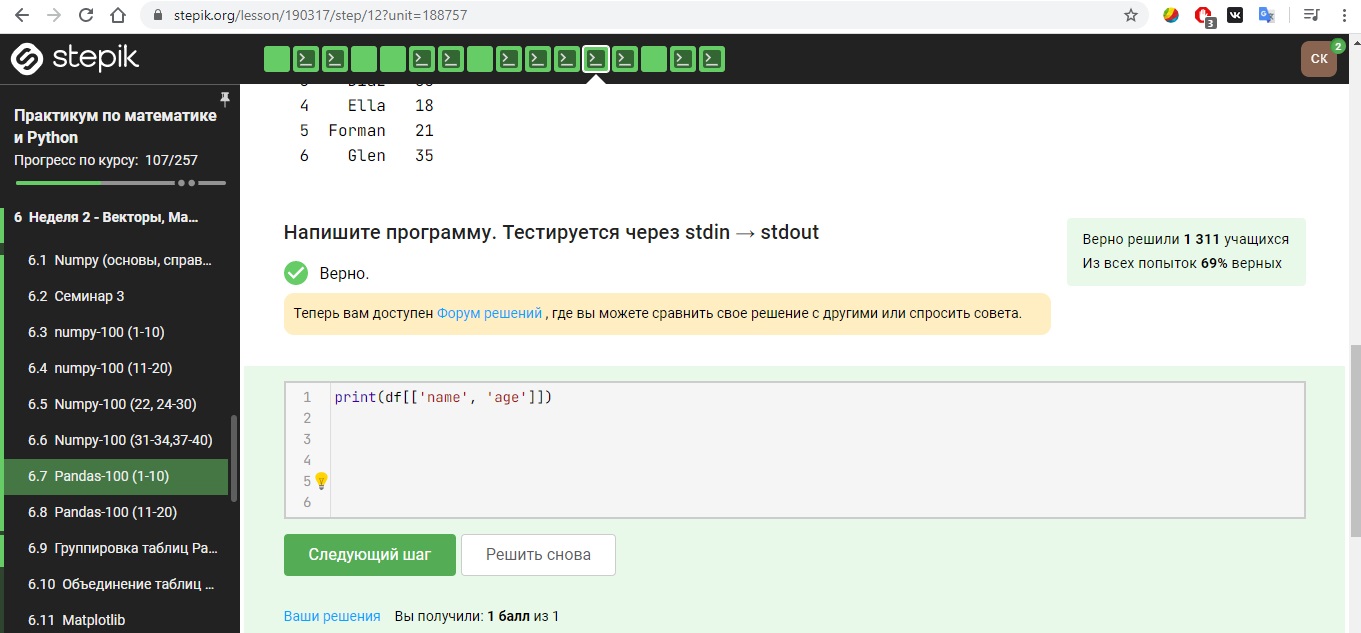 stepik.org/lesson/190317/step/12?unit=188757
3
stepik
CK
2
Практикум по математике
и Python
Прогресс по курсу: 107/257
6 Неделя 2 - Векторы, Ма...
6.1 Numpy (основы, справ...
6.2 Семинар 3
6.3 numpy-100 (1-10)
6.4 numpy-100 (11-20)
6.5 Numpy-100 (22, 24-30)
6.6 Numpy-100 (31-34,37-40)
6.7 Pandas-100 (1-10)
6.8 Pandas-100 (11-20)
6.9 Группировка таблиц Pa...
6.10 Объединение таблиц ...
6.11 Matplotlib
4 Ella 18
5 Forman 21
6 Glen 35
Напишите программу. Тестируется через stdin → stdout
Верно.
Теперь вам доступен Форум решений , где вы можете сравнить свое решение с другими или спросить совета.
Верно решили 1 311 учащихся
Из всех попыток 69% верных
1 print(df[['name', 'age']])
2
3
4
5
6
Следующий шаг
Решить снова
Ваши решения Вы получили: 1 балл из 1